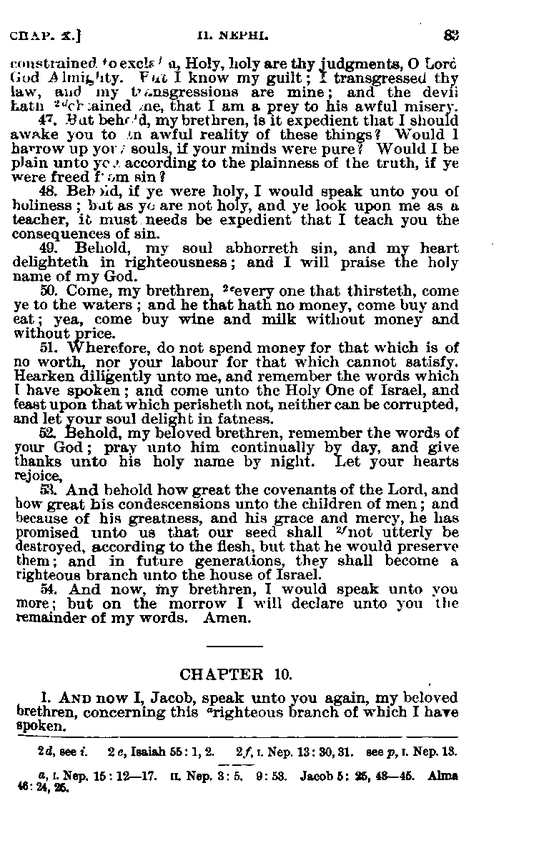 CHAP. X.] II. NEPHI. 83
constrained to exclaim, Holy, holy are thy judgments, O Lord
God Almighty. But I know my guilt; I transgressed thy
law, and my transgressions are mine; and the devil
hath 2dobtained me, that I am a prey to his awful misery.
47. But behold, my brethren, is it expedient that I should
awake you to an awful reality of these things? Would I
harrow up your souls, if your minds were pure? Would I be
plain unto you according to the plainness of the truth, if ye
were freed from sin?
48. Behold, if ye were holy, I would speak unto you of
holiness; but as ye are not holy, and ye look upon me as a
teacher, it must needs be expedient that I teach you the
consequences of sin.
49. Behold, my soul abhorreth sin, and my heart
delighteth in righteousness; and I will praise the holy
name of my God.
50. Come, my brethren, 2eevery one that thirsteth, come
ye to the waters; and he that hath no money, come buy and
eat; yea, come buy wine and milk without money and
without price.
51. Wherefore, do not spend money for that which is of
no worth, nor your labour for that which cannot satisfy.
Hearken diligently unto me, and remember the words which
I have spoken; and come unto the Holy One of Israel, and
feast upon that which perisheth not, neither can be corrupted,
and let your soul delight in fatness.
52. Behold, my beloved brethren, remember the words of
your God; pray unto him continually by day, and give
thanks unto his holy name by night. Let your hearts
rejoice,
53. And behold how great the covenants of the Lord, and
how great his condescensions unto the children of men; and
because of his greatness, and his grace and mercy, he has
promised unto us that our seed shall 2fnot utterly be
destroyed, according to the flesh, but that he would preserve
them; and in future generations, they shall become a
righteous branch unto the house of Israel.
54. And now, my brethren, I would speak unto you
more; but on the morrow I will declare unto you the
remainder of my words. Amen.
CHAPTER 10.
1. AND now I, Jacob, speak unto you again, my beloved
brethren, concerning this arighteous branch of which I have
spoken.
2d, see i. 2e, Isaiah 55: 1, 2. 2f, I. Nep. 13: 30, 31. see p, I. Nep. 13.
a, I. Nep. 15: 12—17. II. Nep. 3: 5. 9: 53. Jacob 5: 25, 43—45. Alma
46: 24, 25.